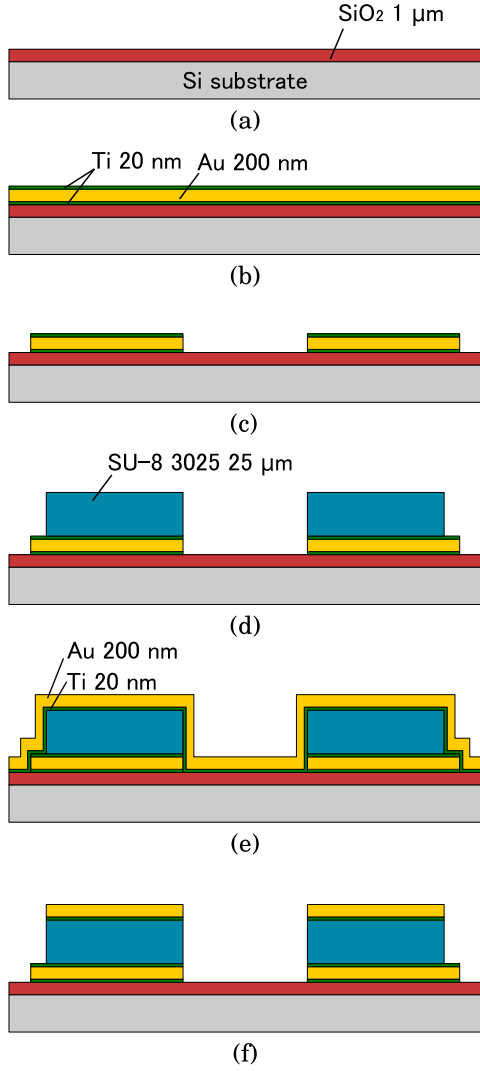 SiO₂ 1 μm
Si substrate
(a)
Ti 20 nm
Au 200 nm
(b)
(c)
SU-8 3025 25 μm
(d)
Au 200 nm
Ti 20 nm
(e)
(f)